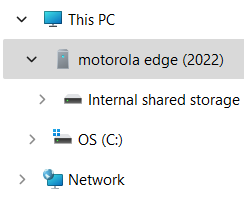 This PC
motorola edge (2022)
Internal shared storage
OS (C:)
Network